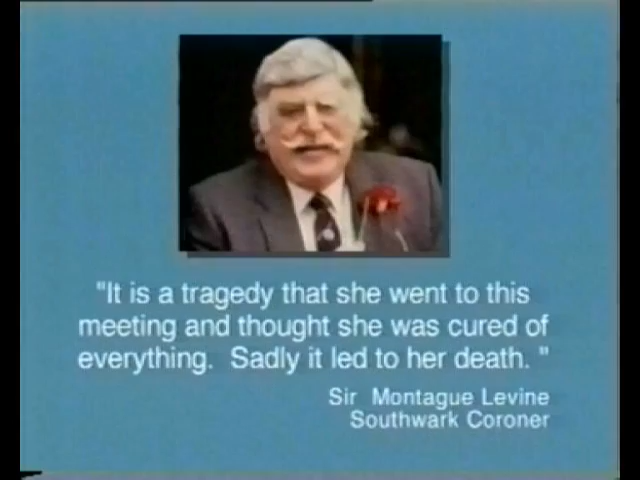 "It is a tragedy that she went to this
meeting and thought she was cured of
everything.  Sadly it led to her death. "
Sir  Montague Levine
Southwark Coroner